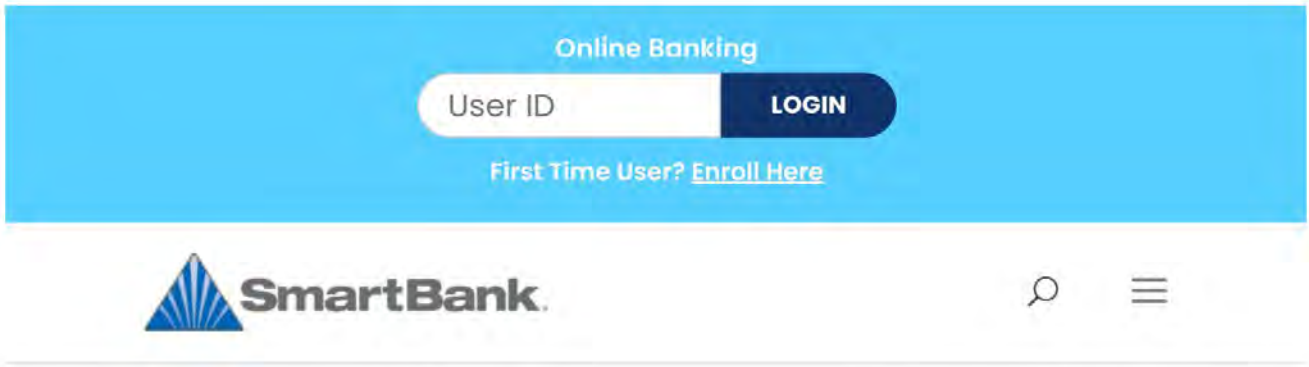 Online Banking
User ID LOGIN
First Time User? Enroll Here
SmartBank.